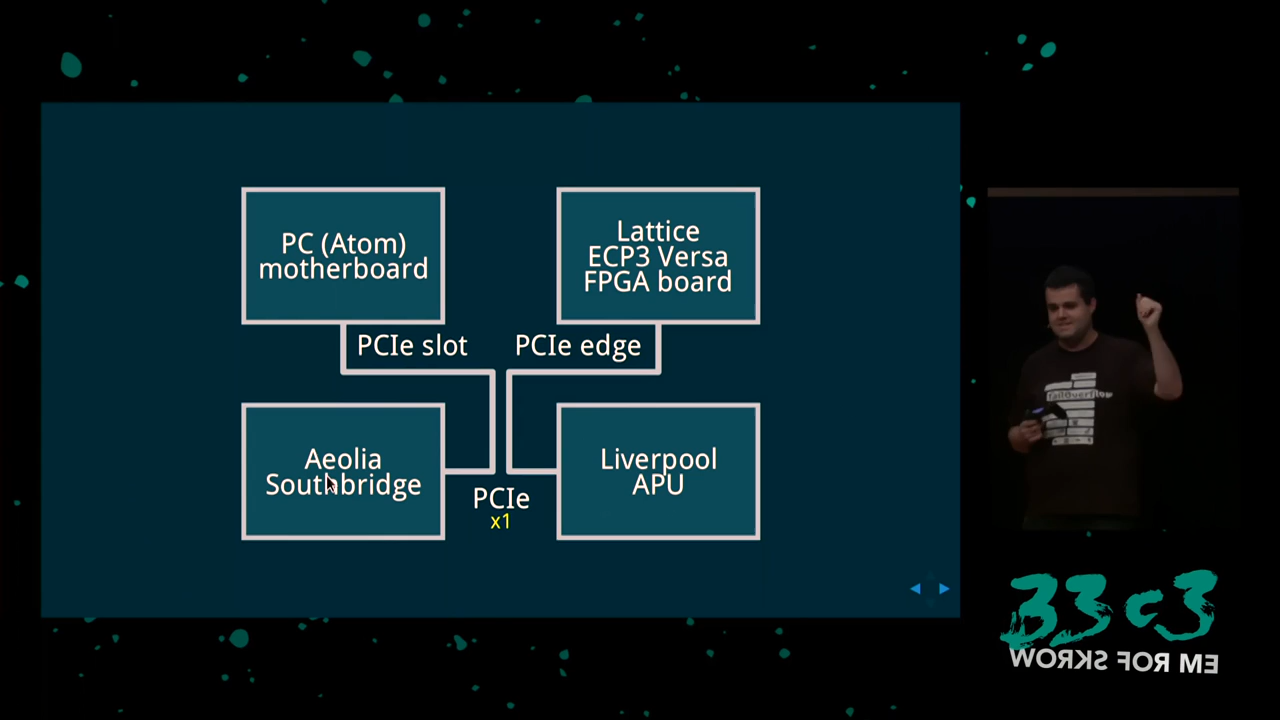 PC (Atom)
motherboard
Lattice
ECP3 Versa
FPGA board
PCIe slot
PCIe edge
Aeolia
Southbridge
Liverpool
APU
PCIe
x1
fail0verflow
33c3
WORKS FOR ME